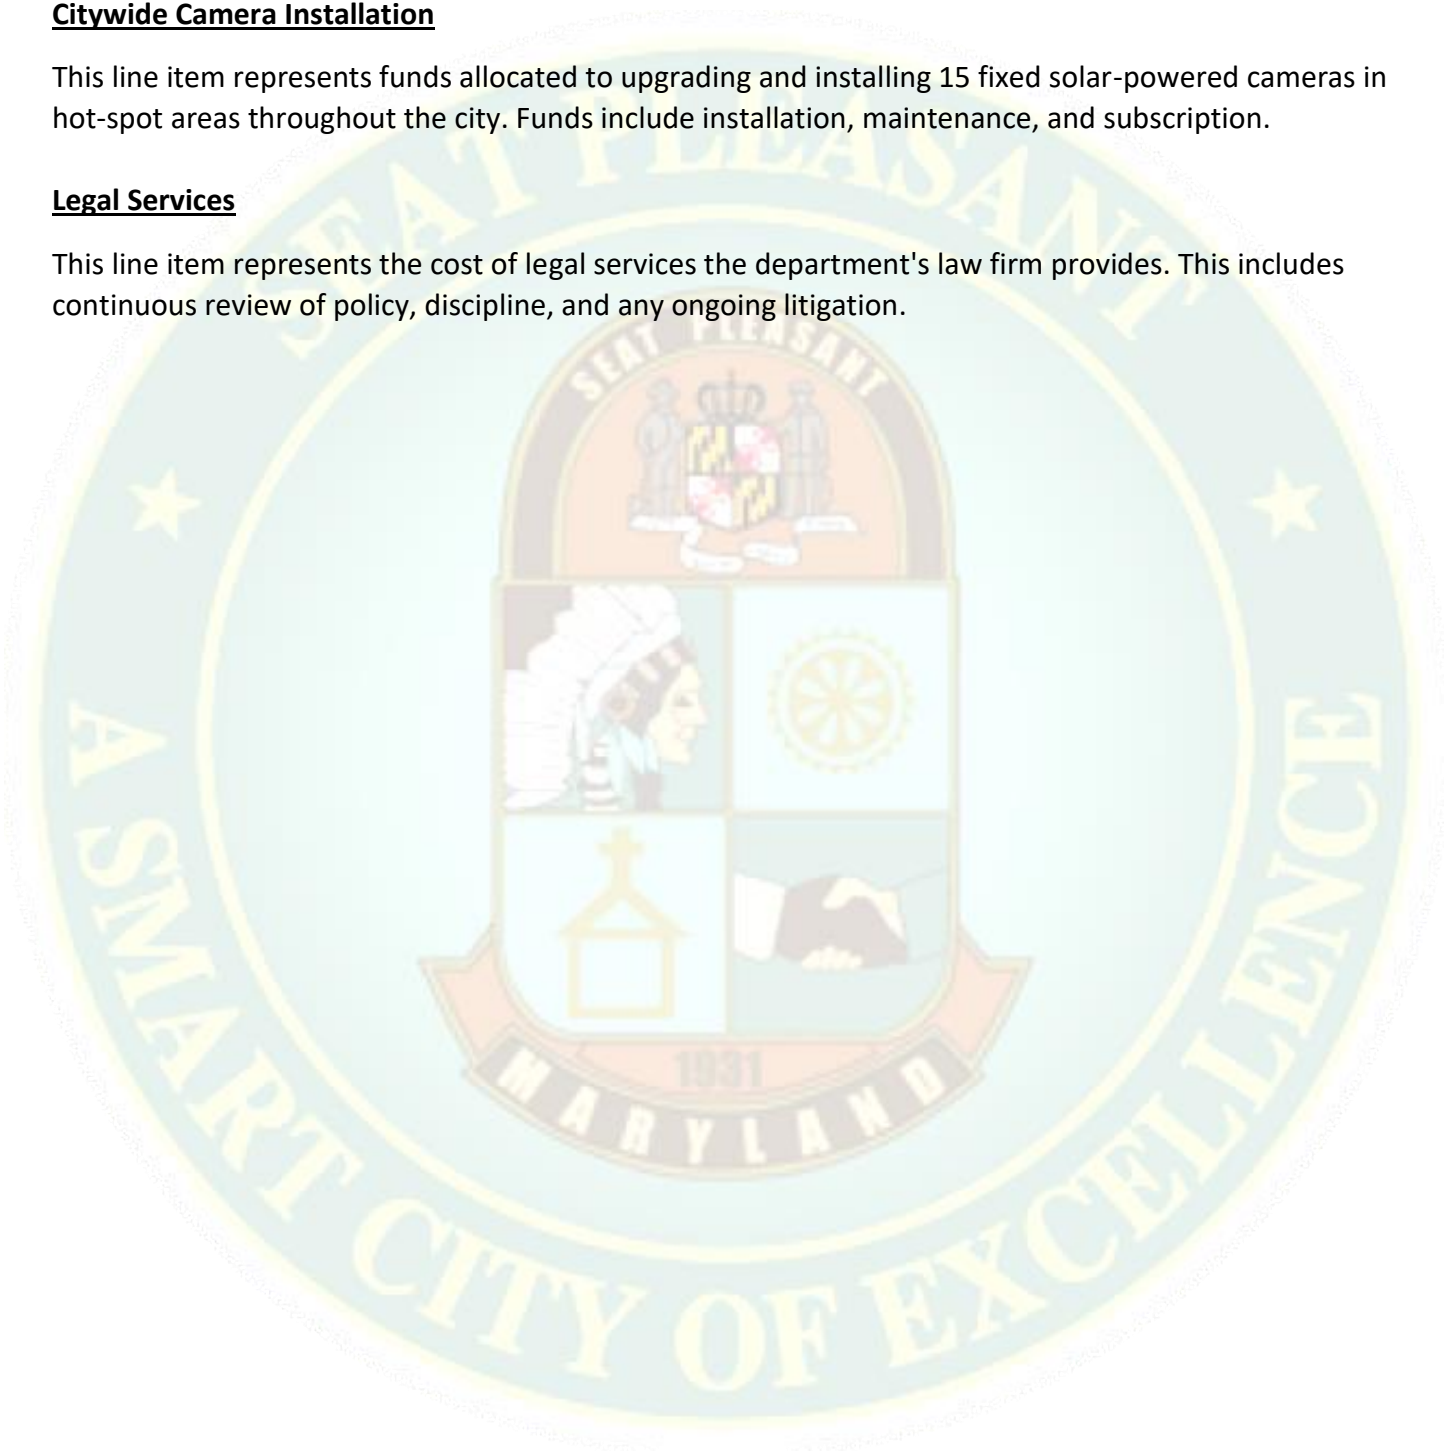 Citywide Camera Installation
This line item represents funds allocated to upgrading and installing 15 fixed solar-powered cameras in
hot-spot areas throughout the city. Funds include installation, maintenance, and subscription.
Legal Services
This line item represents the cost of legal services the department's law firm provides. This includes
continuous review of policy, discipline, and any ongoing litigation.
SEAT PLEASANT
SEAT PLEASANT
1931
MARYLAND
A SMART CITY OF EXCELLENCE